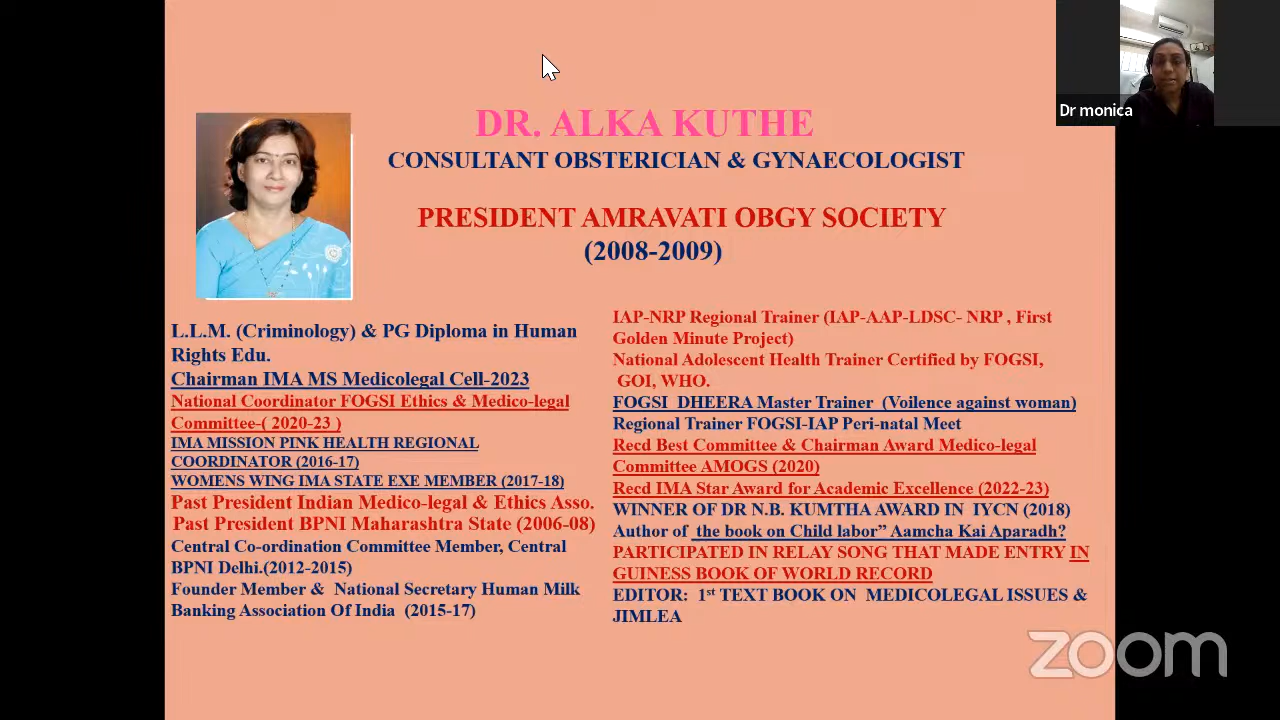 DR. ALKA KUTHE
CONSULTANT OBSTERICIAN & GYNAECOLOGIST
PRESIDENT AMRAVATI OBGY SOCIETY
(2008-2009)
L.L.M. (Criminology) & PG Diploma in Human
Rights Edu.
Chairman IMA MS Medicolegal Cell-2023
National Coordinator FOGSI Ethics & Medico-legal
Committee-( 2020-23 )
IMA MISSION PINK HEALTH REGIONAL
COORDINATOR (2016-17)
WOMENS WING IMA STATE EXE MEMBER (2017-18)
Past President Indian Medico-legal & Ethics Asso.
Past President BPNI Maharashtra State (2006-08)
Central Co-ordination Committee Member, Central
BPNI Delhi.(2012-2015)
Founder Member & National Secretary Human Milk
Banking Association Of India (2015-17)
IAP-NRP Regional Trainer (IAP-AAP-LDSC- NRP , First
Golden Minute Project)
National Adolescent Health Trainer Certified by FOGSI,
GOI, WHO.
FOGSI DHEERA Master Trainer (Voilence against woman)
Regional Trainer FOGSI-IAP Peri-natal Meet
Recd Best Committee & Chairman Award Medico-legal
Committee AMOGS (2020)
Recd IMA Star Award for Academic Excellence (2022-23)
WINNER OF DR N.B. KUMTHA AWARD IN IYCN (2018)
Author of the book on Child labor” Aamcha Kai Aparadh?
PARTICIPATED IN RELAY SONG THAT MADE ENTRY IN
GUINESS BOOK OF WORLD RECORD
EDITOR: 1st TEXT BOOK ON MEDICOLEGAL ISSUES &
JIMLEA
Dr monica
zoom